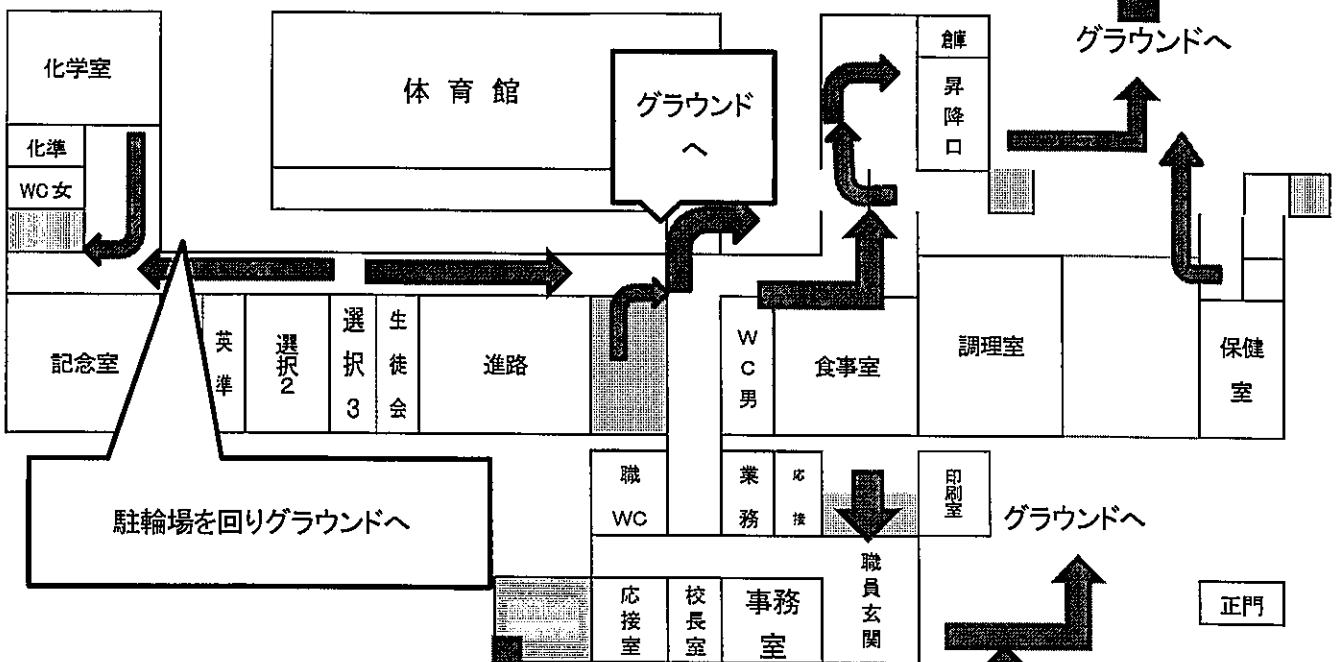 倉庫
グラウンドへ
化学室
体育館
グラウンド
へ
昇降口
化準
WC女
記念室
英準
選択2
選択3
生徒会
進路
WC男
食事室
調理室
保健
室
駐輪場を回りグラウンドへ
職
WC
業務
応接
印刷室
グラウンドへ
職員玄関
応接室
校長室
事務
室
正門